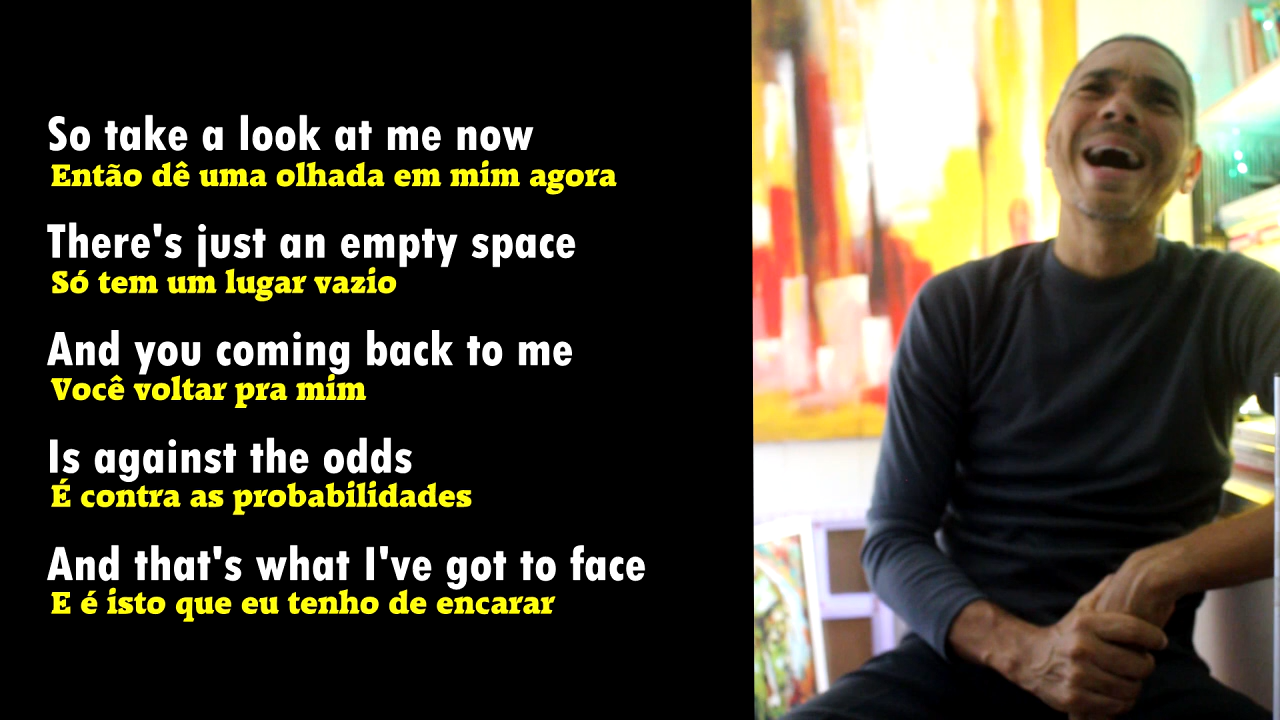 So take a look at me now
Então dê uma olhada em mim agora
There's just an empty space
Só tem um lugar vazio
And you coming back to me
Você voltar pra mim
Is against the odds
É contra as probabilidades
And that's what I've got to face
E é isto que eu tenho de encarar